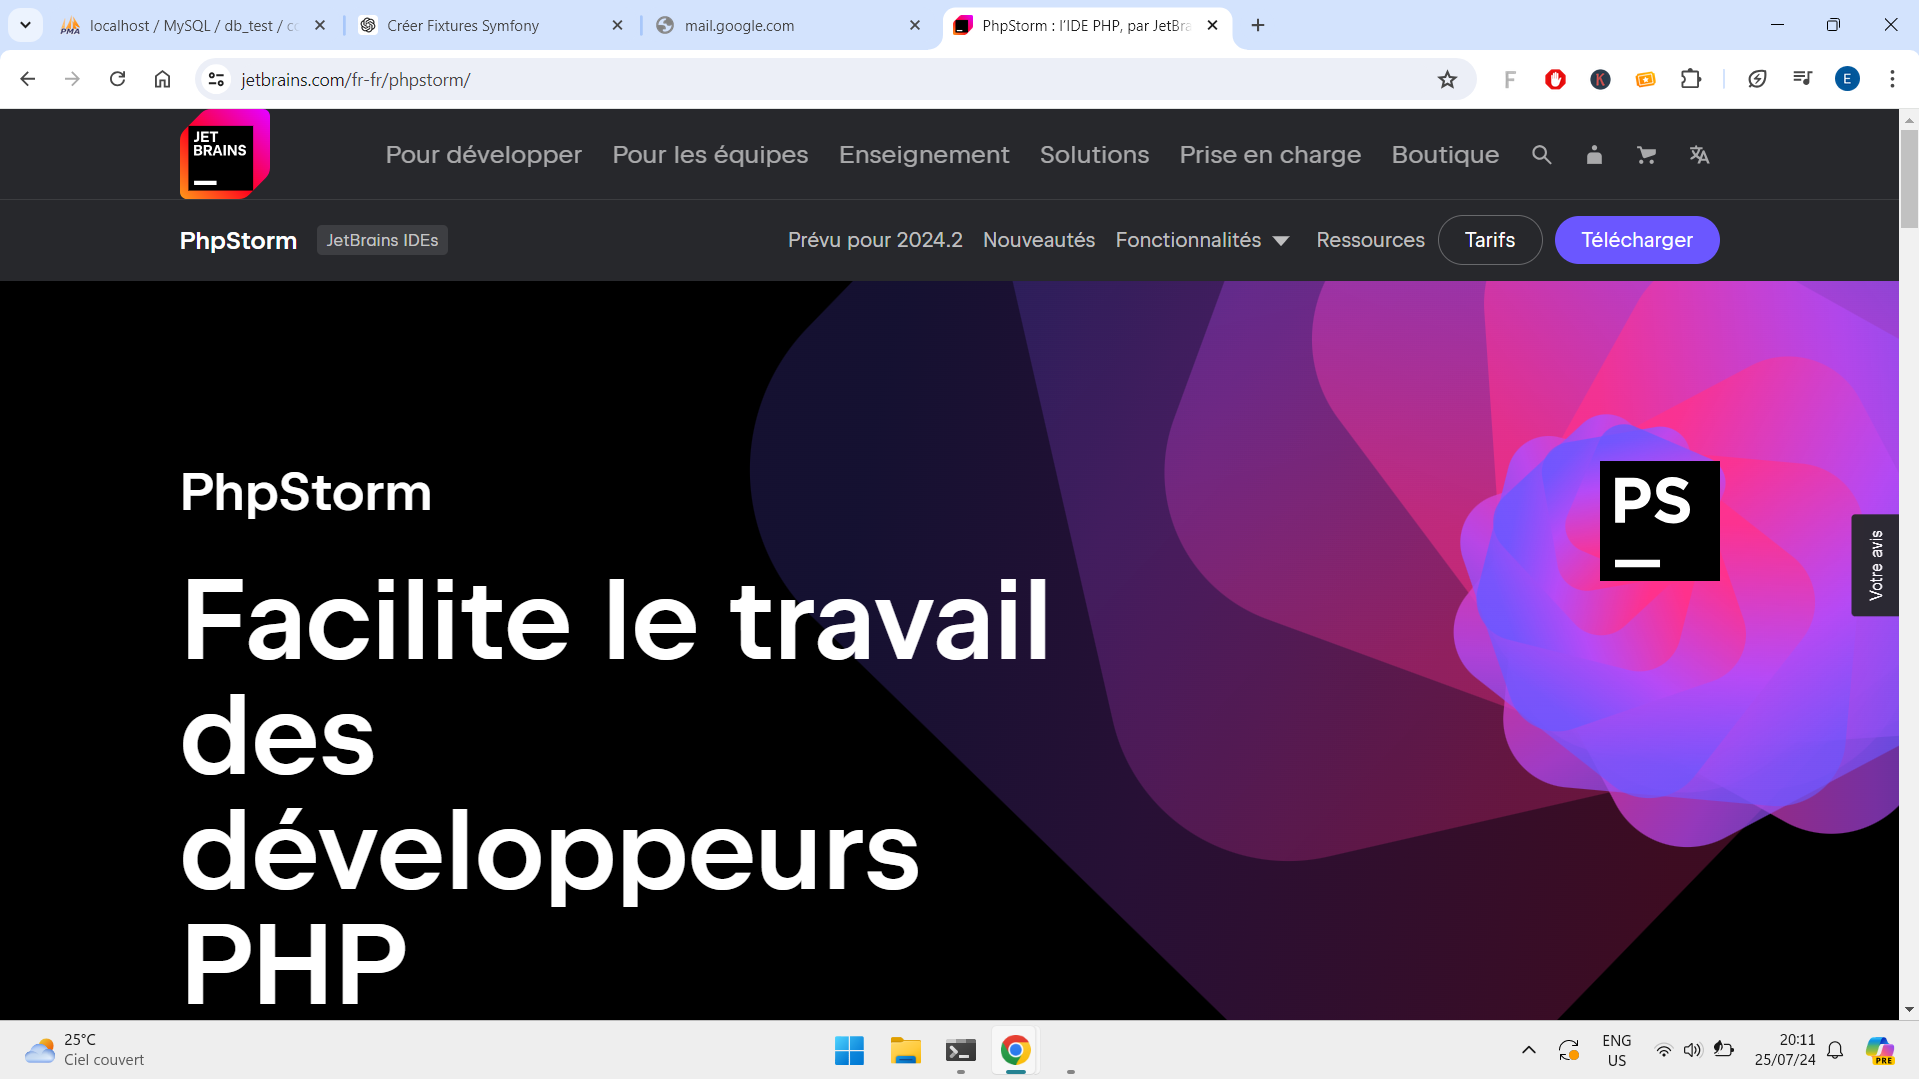 localhost / MySQL / db_test / cc
Créer Fixtures Symfony
mail.google.com
PhpStorm : l'IDE PHP, par JetBra
jetbrains.com/fr-fr/phpstorm/
F
K
E
JET
BRAINS
Pour développer
Pour les équipes
Enseignement
Solutions
Prise en charge
Boutique
PhpStorm
JetBrains IDEs
Prévu pour 2024.2
Nouveautés
Fonctionnalités
Ressources
Tarifs
Télécharger
PhpStorm
PS
Votre avis
Facilite le travail
des
développeurs
PHP
25°C
Ciel couvert
ENG
US
20:11
25/07/24
PRE